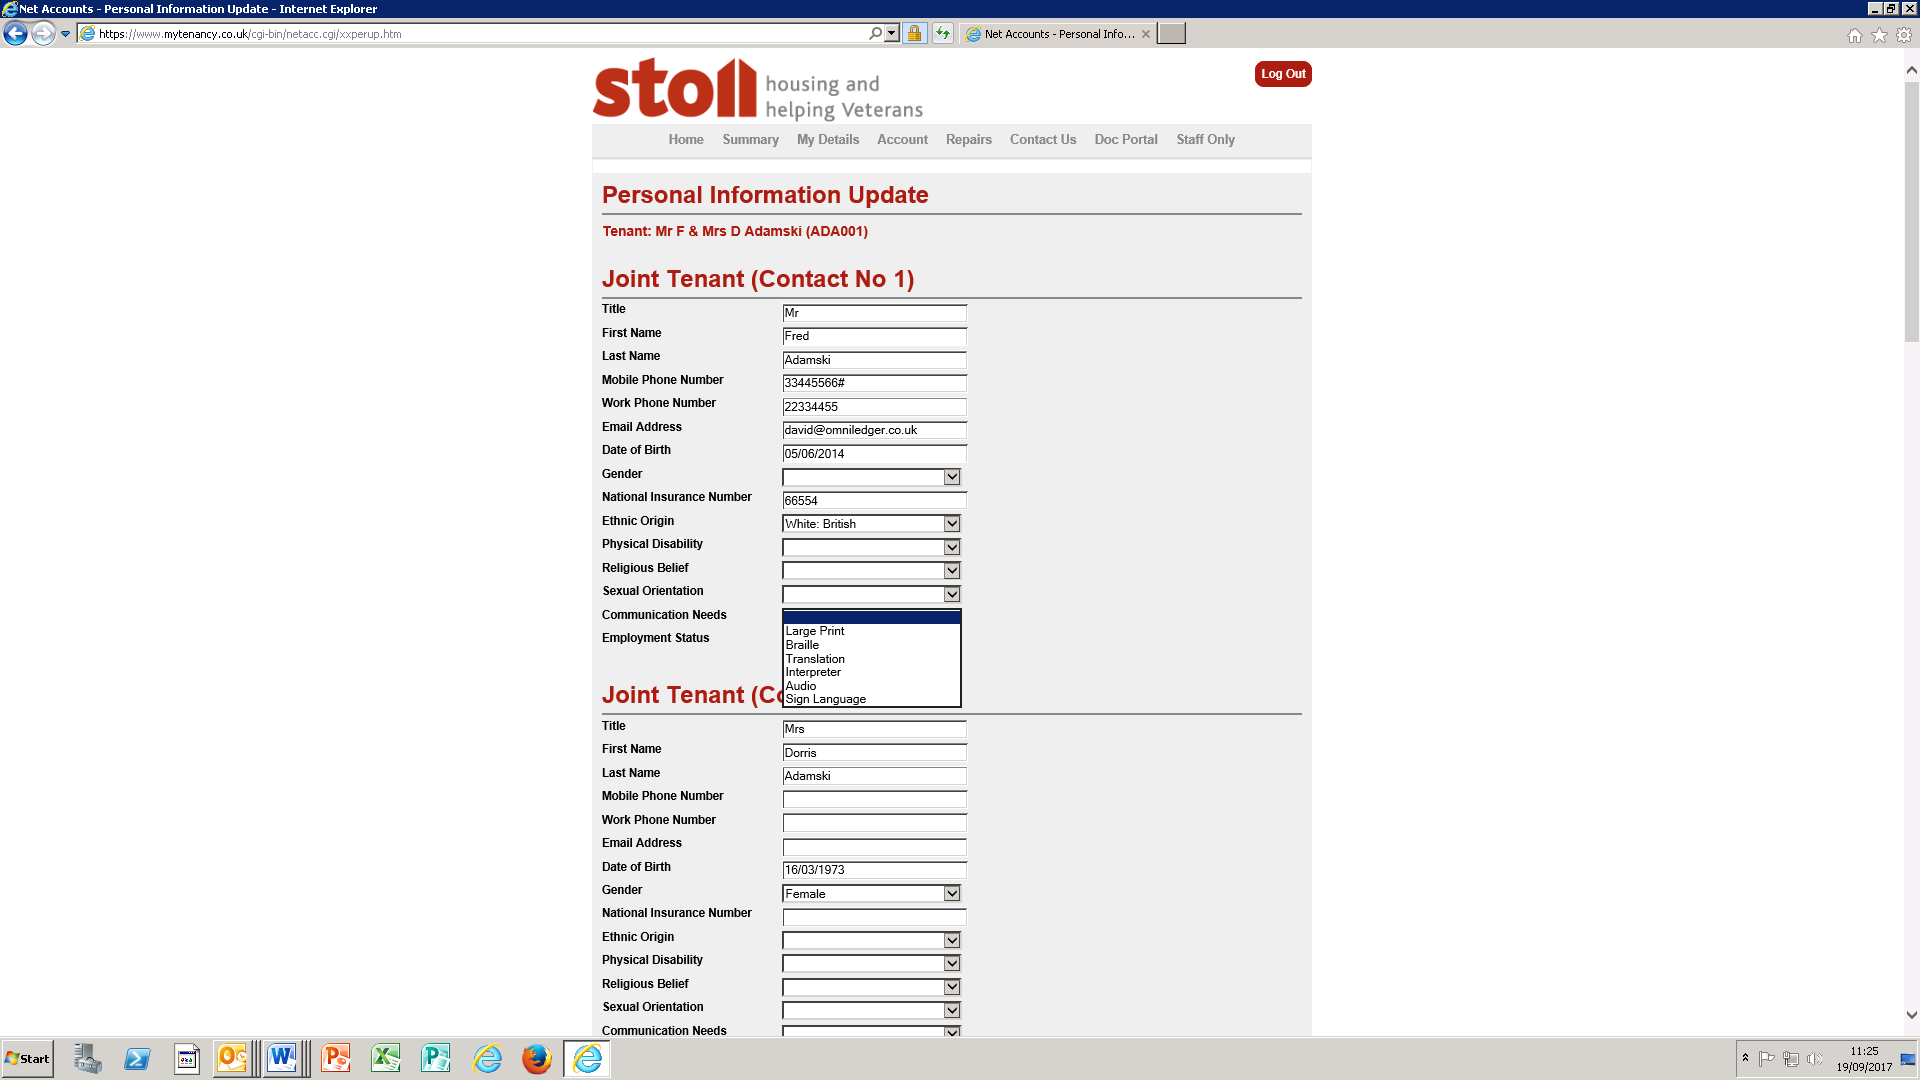 Net Accounts - Personal Information Update - Internet Explorer
https://www.mytenancy.co.uk/cgi-bin/netacc.cgi/xxperup.htm
Net Accounts - Personal Info...
stoll housing and helping Veterans
Log Out
Home Summary My Details Account Repairs Contact Us Doc Portal Staff Only
Personal Information Update
Tenant: Mr F & Mrs D Adamski (ADA001)
Joint Tenant (Contact No 1)
Title Mr
First Name Fred
Last Name Adamski
Mobile Phone Number 33445566#
Work Phone Number 22334455
Email Address david@omniledger.co.uk
Date of Birth 05/06/2014
Gender
National Insurance Number 66554
Ethnic Origin White: British
Physical Disability
Religious Belief
Sexual Orientation
Communication Needs
Large Print
Employment Status
Braille
Translation
Interpreter
Audio
Sign Language
Joint Tenant (Co
Title Mrs
First Name Dorris
Last Name Adamski
Mobile Phone Number
Work Phone Number
Email Address
Date of Birth 16/03/1973
Gender Female
National Insurance Number
Ethnic Origin
Physical Disability
Religious Belief
Sexual Orientation
Communication Needs
Start
11:25
19/09/2017